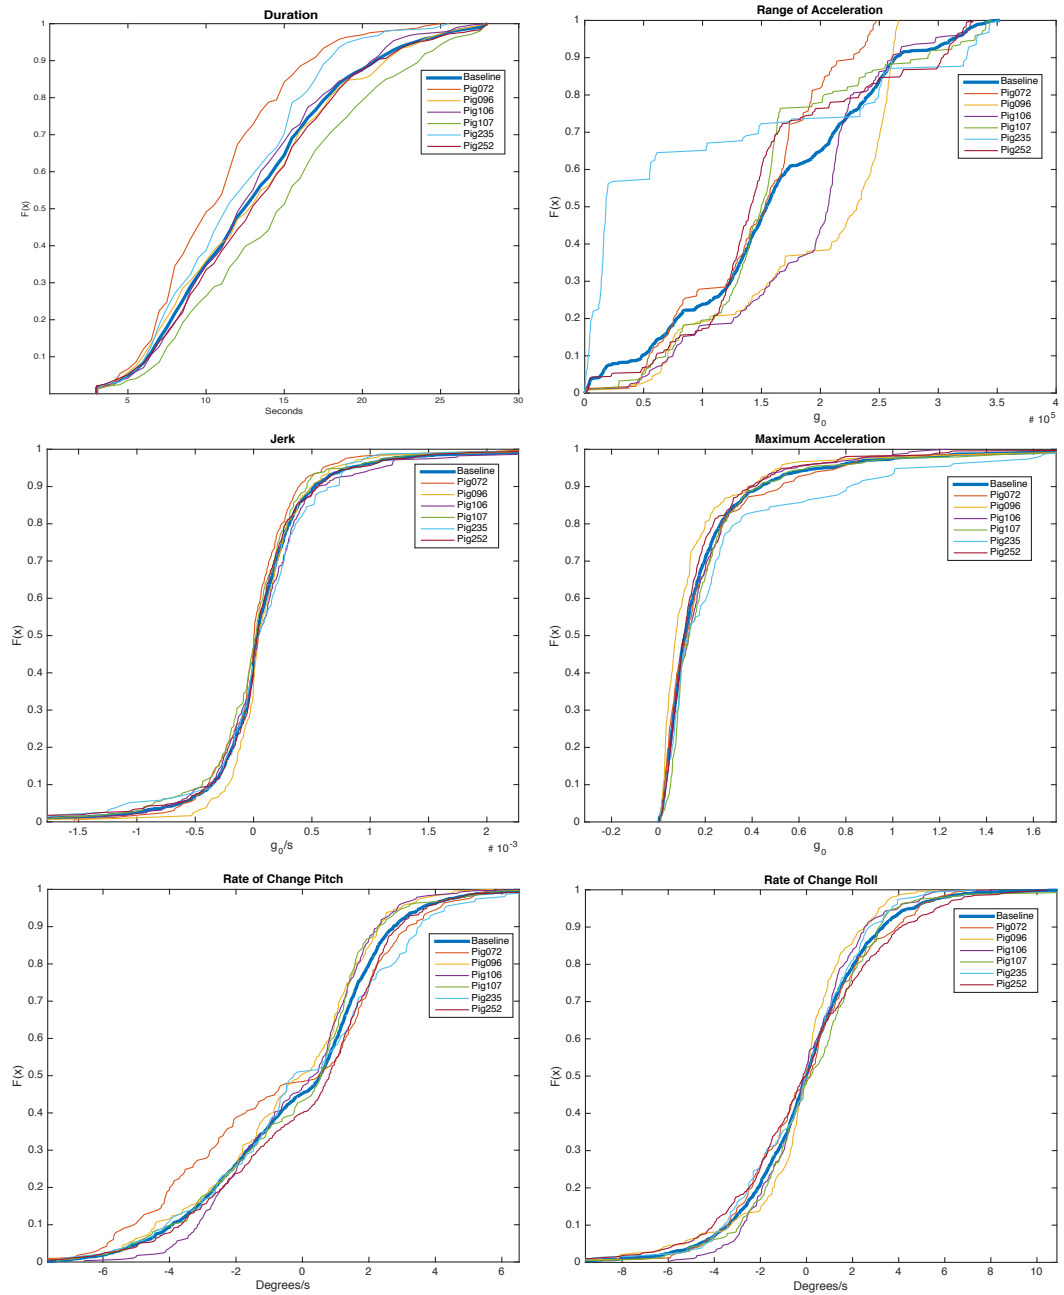 Duration
1
0.9
0.8
0.7
0.6
0.5
0.4
0.3
0.2
0.1
F(x)
5
10
15
20
25
30
Seconds
Baseline
Pig072
Pig096
Pig106
Pig107
Pig235
Pig252
Range of Acceleration
1
0.9
0.8
0.7
0.6
0.5
0.4
0.3
0.2
0.1
0
F(x)
0
0.5
1
1.5
2
2.5
3
3.5
4
g0
# 10^5
Baseline
Pig072
Pig096
Pig106
Pig107
Pig235
Pig252
Jerk
1
0.9
0.8
0.7
0.6
0.5
0.4
0.3
0.2
0.1
0
F(x)
-1.5
-1
-0.5
0
0.5
1
1.5
2
g0/s
# 10^-3
Baseline
Pig072
Pig096
Pig106
Pig107
Pig235
Pig252
Maximum Acceleration
1
0.9
0.8
0.7
0.6
0.5
0.4
0.3
0.2
0.1
0
F(x)
-0.2
0
0.2
0.4
0.6
0.8
1
1.2
1.4
1.6
g0
Baseline
Pig072
Pig096
Pig106
Pig107
Pig235
Pig252
Rate of Change Pitch
1
0.9
0.8
0.7
0.6
0.5
0.4
0.3
0.2
0.1
0
F(x)
-6
-4
-2
0
2
4
6
Degrees/s
Baseline
Pig072
Pig096
Pig106
Pig107
Pig235
Pig252
Rate of Change Roll
1
0.9
0.8
0.7
0.6
0.5
0.4
0.3
0.2
0.1
0
F(x)
-8
-6
-4
-2
0
2
4
6
8
10
Degrees/s
Baseline
Pig072
Pig096
Pig106
Pig107
Pig235
Pig252